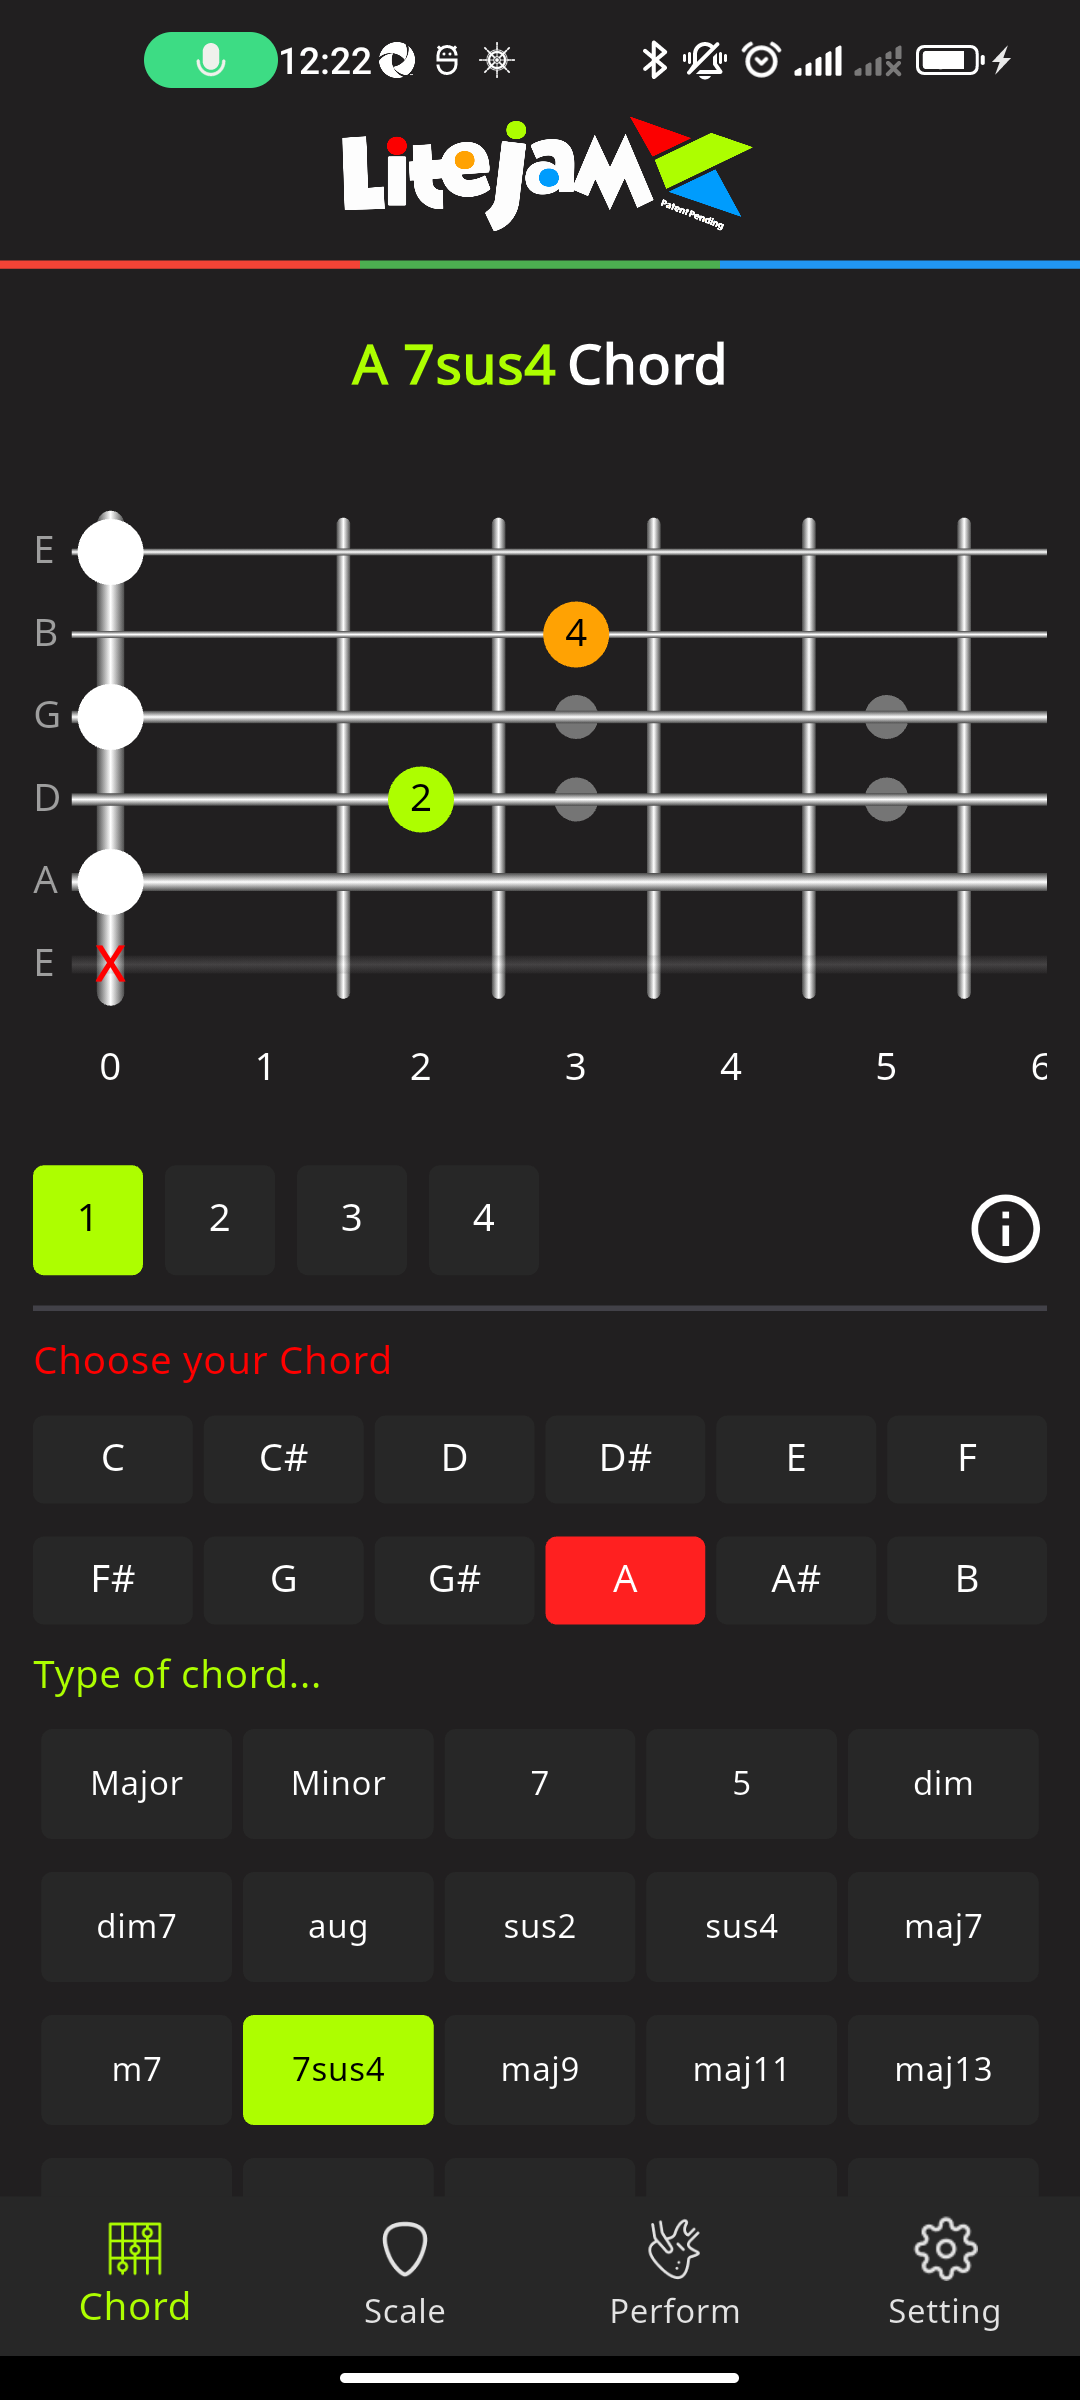 12:22
LitejaM
Patent Pending
A 7sus4 Chord
E
B 4
G
D 2
A
E X
0 1 2 3 4 5 6
1 2 3 4
Choose your Chord
C C# D D# E F
F# G G# A A# B
Type of chord...
Major Minor 7 5 dim
dim7 aug sus2 sus4 maj7
m7 7sus4 maj9 maj11 maj13
Chord Scale Perform Setting